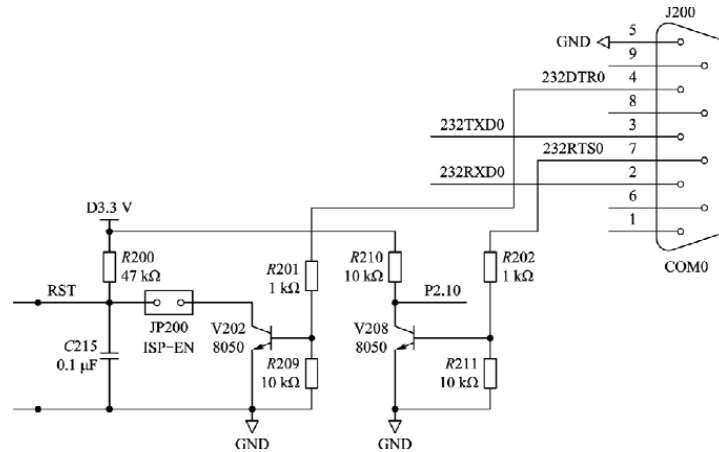 J200
GND 5
9
232DTR0 4
8
232TXD0 3
232RTS0 7
232RXD0 2
6
1
COM0
D3.3 V
R200
47 kΩ
R201
1 kΩ
R210
10 kΩ
R202
1 kΩ
RST
P2.10
JP200
ISP-EN
V202
8050
V208
8050
C215
0.1 μF
R209
10 kΩ
R211
10 kΩ
GND
GND